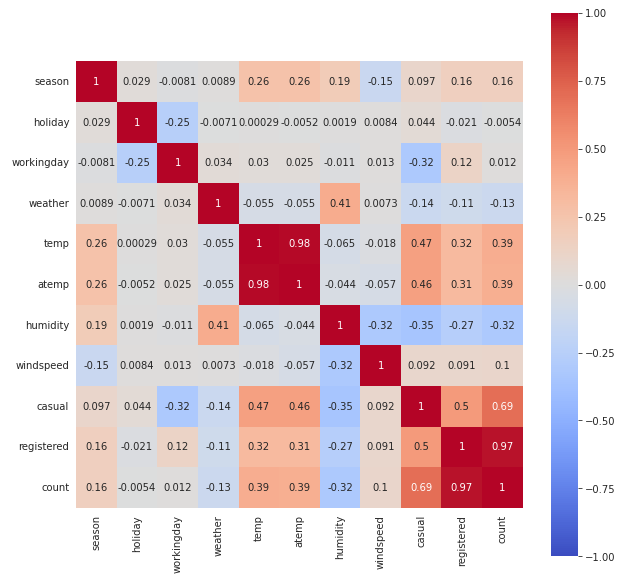 season 1 0.029 -0.0081 0.0089 0.26 0.26 0.19 -0.15 0.097 0.16 0.16
holiday 0.029 1 -0.25 -0.0071 0.00029 -0.0052 0.0019 0.0084 0.044 -0.021 -0.0054
workingday -0.0081 -0.25 1 0.034 0.03 0.025 -0.011 0.013 -0.32 0.12 0.012
weather 0.0089 -0.0071 0.034 1 -0.055 -0.055 0.41 0.0073 -0.14 -0.11 -0.13
temp 0.26 0.00029 0.03 -0.055 1 0.98 -0.065 -0.018 0.47 0.32 0.39
atemp 0.26 -0.0052 0.025 -0.055 0.98 1 -0.044 -0.057 0.46 0.31 0.39
humidity 0.19 0.0019 -0.011 0.41 -0.065 -0.044 1 -0.32 -0.35 -0.27 -0.32
windspeed -0.15 0.0084 0.013 0.0073 -0.018 -0.057 -0.32 1 0.092 0.091 0.1
casual 0.097 0.044 -0.32 -0.14 0.47 0.46 -0.35 0.092 1 0.5 0.69
registered 0.16 -0.021 0.12 -0.11 0.32 0.31 -0.27 0.091 0.5 1 0.97
count 0.16 -0.0054 0.012 -0.13 0.39 0.39 -0.32 0.1 0.69 0.97 1
season holiday workingday weather temp atemp humidity windspeed casual registered count
1.00
0.75
0.50
0.25
0.00
−0.25
−0.50
−0.75
−1.00